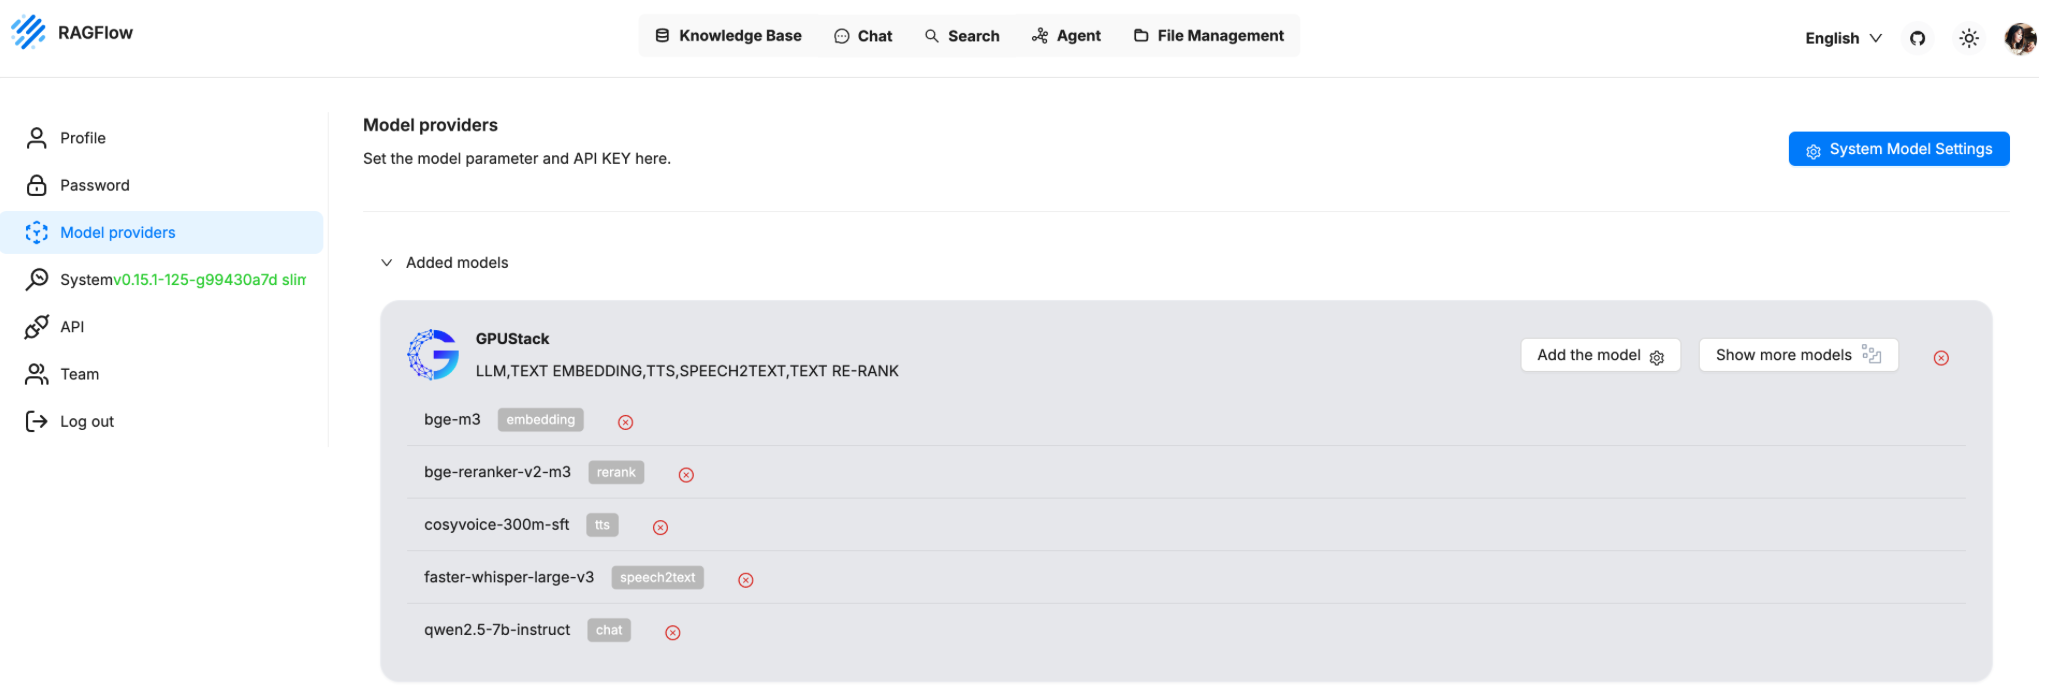 RAGFlow
Knowledge Base
Chat
Search
Agent
File Management
English
Profile
Password
Model providers
Systemv0.15.1-125-g99430a7d slim
API
Team
Log out
Model providers
Set the model parameter and API KEY here.
System Model Settings
Added models
GPUStack
LLM,TEXT EMBEDDING,TTS,SPEECH2TEXT,TEXT RE-RANK
Add the model
Show more models
bge-m3 embedding
bge-reranker-v2-m3 rerank
cosyvoice-300m-sft tts
faster-whisper-large-v3 speech2text
qwen2.5-7b-instruct chat